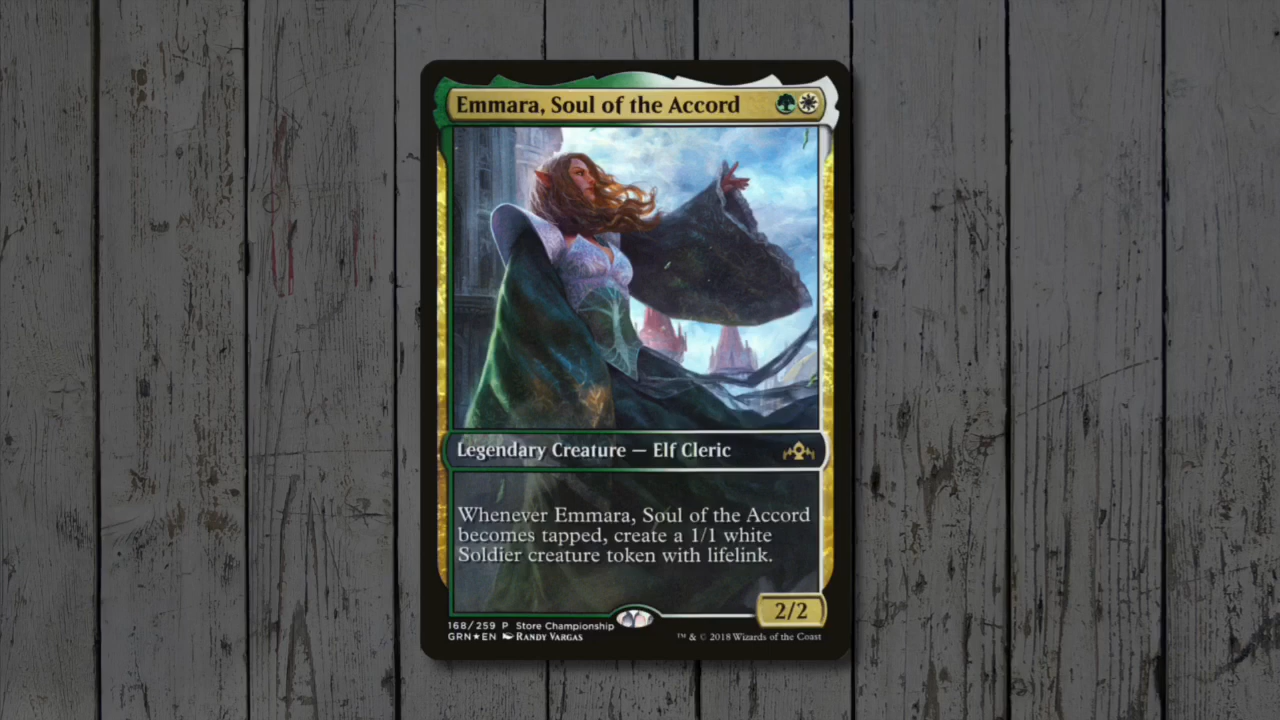 Emmara, Soul of the Accord
Legendary Creature — Elf Cleric
Whenever Emmara, Soul of the Accord
becomes tapped, create a 1/1 white
Soldier creature token with lifelink.
2/2
168/259 P Store Championship
GRN★EN Randy Vargas
™ & © 2018 Wizards of the Coast